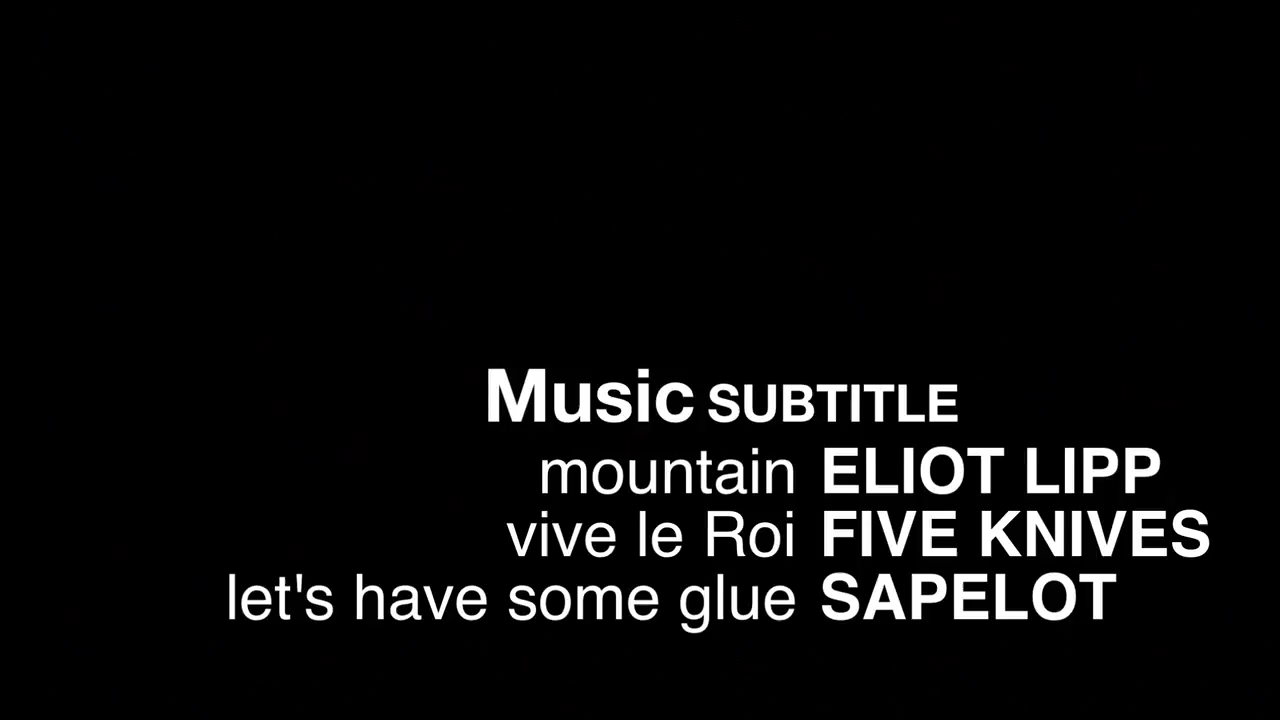 Music SUBTITLE
mountain ELIOT LIPP
vive le Roi FIVE KNIVES
let's have some glue SAPELOT